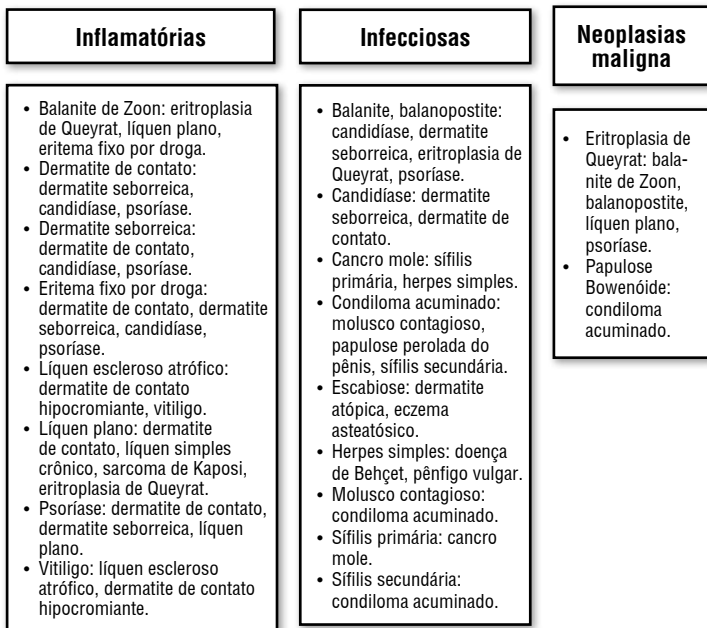 Inflamatórias
• Balanite de Zoon: eritroplasia
de Queyrat, líquen plano,
eritema fixo por droga.
• Dermatite de contato:
dermatite seborreica,
candidíase, psoríase.
• Dermatite seborreica:
dermatite de contato,
candidíase, psoríase.
• Eritema fixo por droga:
dermatite de contato, dermatite
seborreica, candidíase,
psoríase.
• Líquen escleroso atrófico:
dermatite de contato
hipocromiante, vitiligo.
• Líquen plano: dermatite
de contato, líquen simples
crônico, sarcoma de Kaposi,
eritroplasia de Queyrat.
• Psoríase: dermatite de contato,
dermatite seborreica, líquen
plano.
• Vitiligo: líquen escleroso
atrófico, dermatite de contato
hipocromiante.
Infecciosas
• Balanite, balanopostite:
candidíase, dermatite
seborreica, eritroplasia de
Queyrat, psoríase.
• Candidíase: dermatite
seborreica, dermatite de
contato.
• Cancro mole: sífilis
primária, herpes simples.
• Condiloma acuminado:
molusco contagioso,
papulose perolada do
pênis, sífilis secundária.
• Escabiose: dermatite
atópica, eczema
asteatósico.
• Herpes simples: doença
de Behçet, pênfigo vulgar.
• Molusco contagioso:
condiloma acuminado.
• Sífilis primária: cancro
mole.
• Sífilis secundária:
condiloma acuminado.
Neoplasias
maligna
• Eritroplasia de
Queyrat: bala-
nite de Zoon,
balanopostite,
líquen plano,
psoríase.
• Papulose
Bowenóide:
condiloma
acuminado.